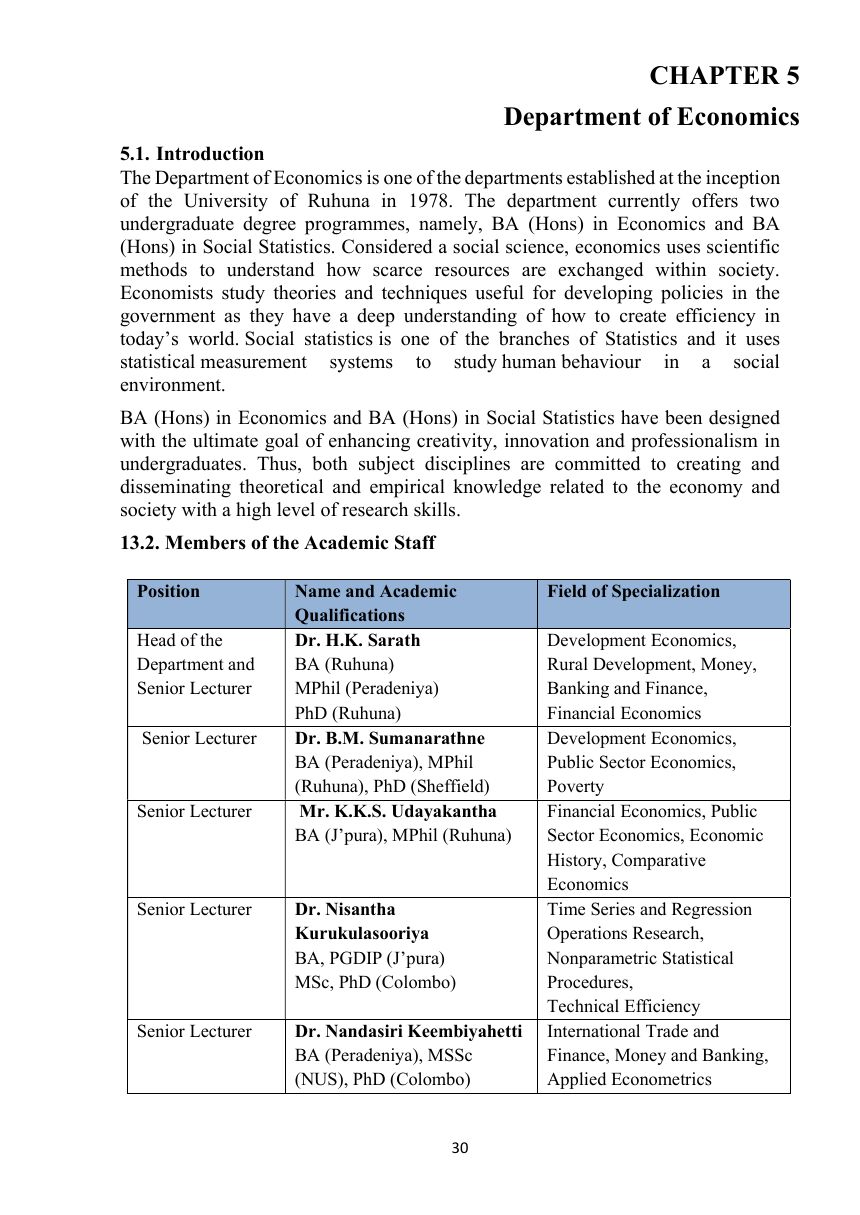 CHAPTER 5
Department of Economics
5.1. Introduction
The Department of Economics is one of the departments established at the inception
of the University of Ruhuna in 1978. The department currently offers two
undergraduate degree programmes, namely, BA (Hons) in Economics and BA
(Hons) in Social Statistics. Considered a social science, economics uses scientific
methods to understand how scarce resources are exchanged within society.
Economists study theories and techniques useful for developing policies in the
government as they have a deep understanding of how to create efficiency in
today’s world. Social statistics is one of the branches of Statistics and it uses
statistical measurement systems to study human behaviour in a social
environment.
BA (Hons) in Economics and BA (Hons) in Social Statistics have been designed
with the ultimate goal of enhancing creativity, innovation and professionalism in
undergraduates. Thus, both subject disciplines are committed to creating and
disseminating theoretical and empirical knowledge related to the economy and
society with a high level of research skills.
13.2. Members of the Academic Staff
Position
Name and Academic
Qualifications
Field of Specialization
Head of the
Department and
Senior Lecturer
Dr. H.K. Sarath
BA (Ruhuna)
MPhil (Peradeniya)
PhD (Ruhuna)
Development Economics,
Rural Development, Money,
Banking and Finance,
Financial Economics
Senior Lecturer
Dr. B.M. Sumanarathne
BA (Peradeniya), MPhil
(Ruhuna), PhD (Sheffield)
Development Economics,
Public Sector Economics,
Poverty
Senior Lecturer
Mr. K.K.S. Udayakantha
BA (J’pura), MPhil (Ruhuna)
Financial Economics, Public
Sector Economics, Economic
History, Comparative
Economics
Senior Lecturer
Dr. Nisantha
Kurukulasooriya
BA, PGDIP (J’pura)
MSc, PhD (Colombo)
Time Series and Regression
Operations Research,
Nonparametric Statistical
Procedures,
Technical Efficiency
Senior Lecturer
Dr. Nandasiri Keembiyahetti
BA (Peradeniya), MSSc
(NUS), PhD (Colombo)
International Trade and
Finance, Money and Banking,
Applied Econometrics
30